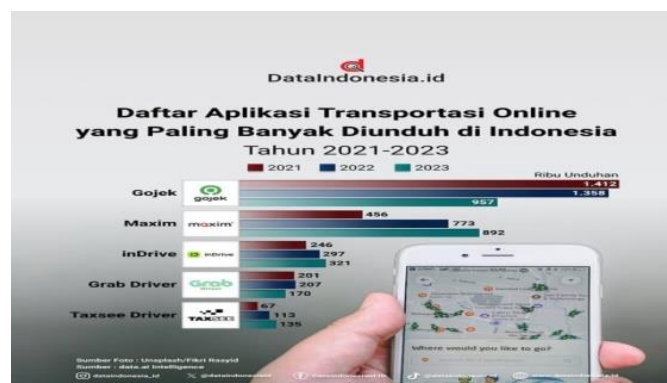 DataIndonesia.id
Daftar Aplikasi Transportasi Online
yang Paling Banyak Diunduh di Indonesia
Tahun 2021-2023
2021 2022 2023
Ribu Unduhan
Gojek gojek 1.412
1.358
957
Maxim maxim 456
773
892
inDrive inDrive 246
297
321
Grab Driver Grab 201
207
170
Taxsee Driver TAXSEE 67
113
135
Where would you like to go?
Sumber Foto : Unsplash/Fikri Rasyid
Sumber : data.ai Intelligence
dataindonesia_id